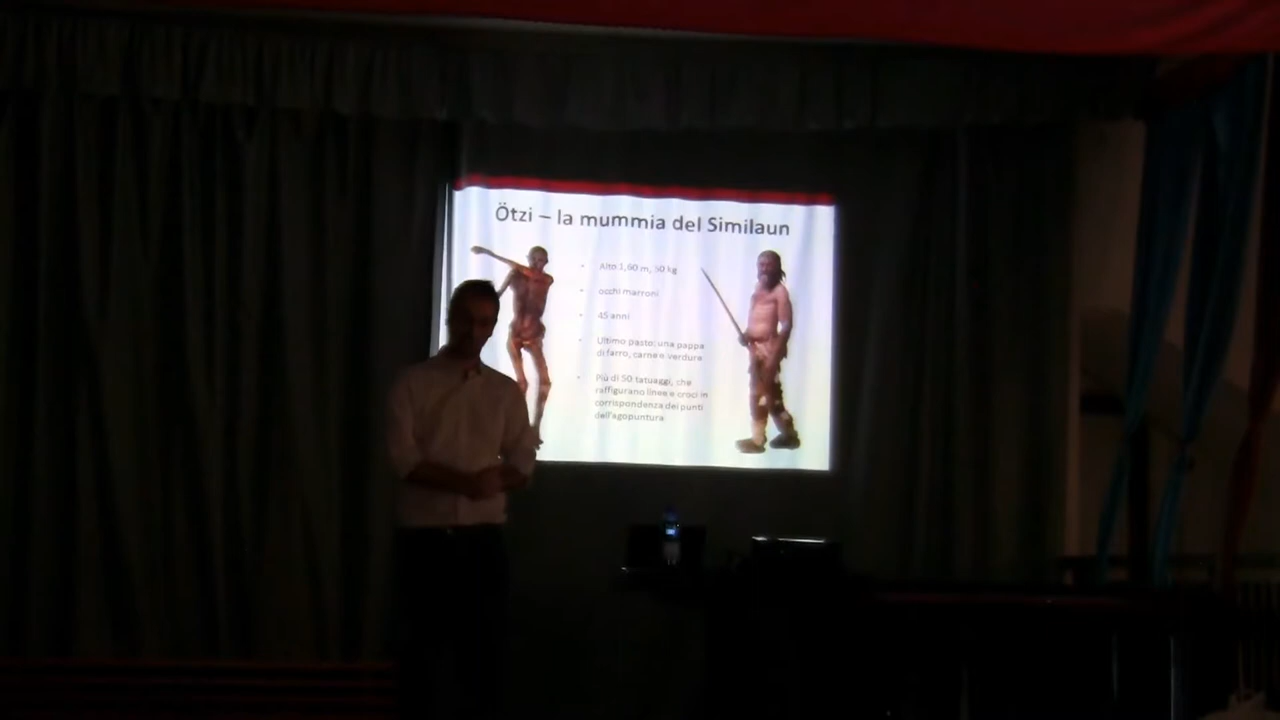 Ötzi – la mummia del Similaun
Alto 1,60 m, 50 kg
occhi marroni
45 anni
Ultimo pasto: una pappa
di farro, carne e verdure
Più di 50 tatuaggi, che
raffigurano linee e croci in
corrispondenza dei punti
dell'agopuntura